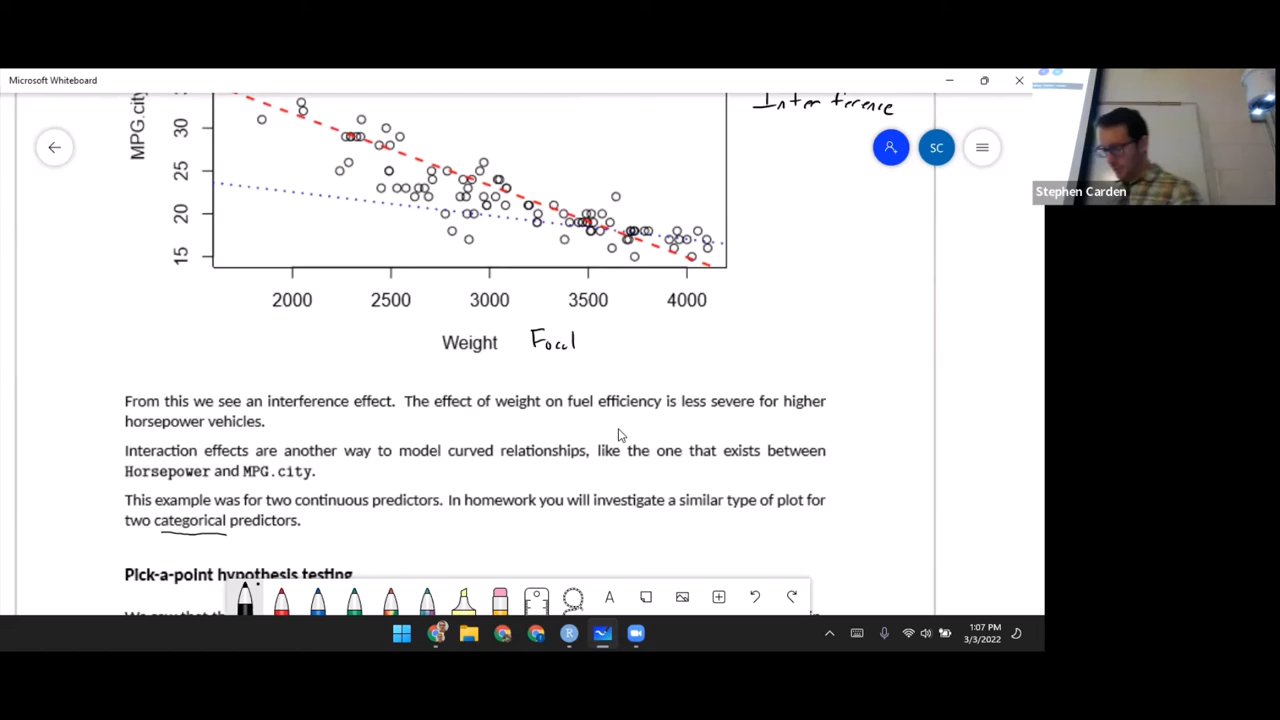 Microsoft Whiteboard
Interference
MPG.city
30
25
20
15
SC
Stephen Carden
2000 2500 3000 3500 4000
Weight Focal
From this we see an interference effect. The effect of weight on fuel efficiency is less severe for higher
horsepower vehicles.
Interaction effects are another way to model curved relationships, like the one that exists between
Horsepower and MPG.city.
This example was for two continuous predictors. In homework you will investigate a similar type of plot for
two categorical predictors.
Pick-a-point hypothesis testing
A
1:07 PM
3/3/2022